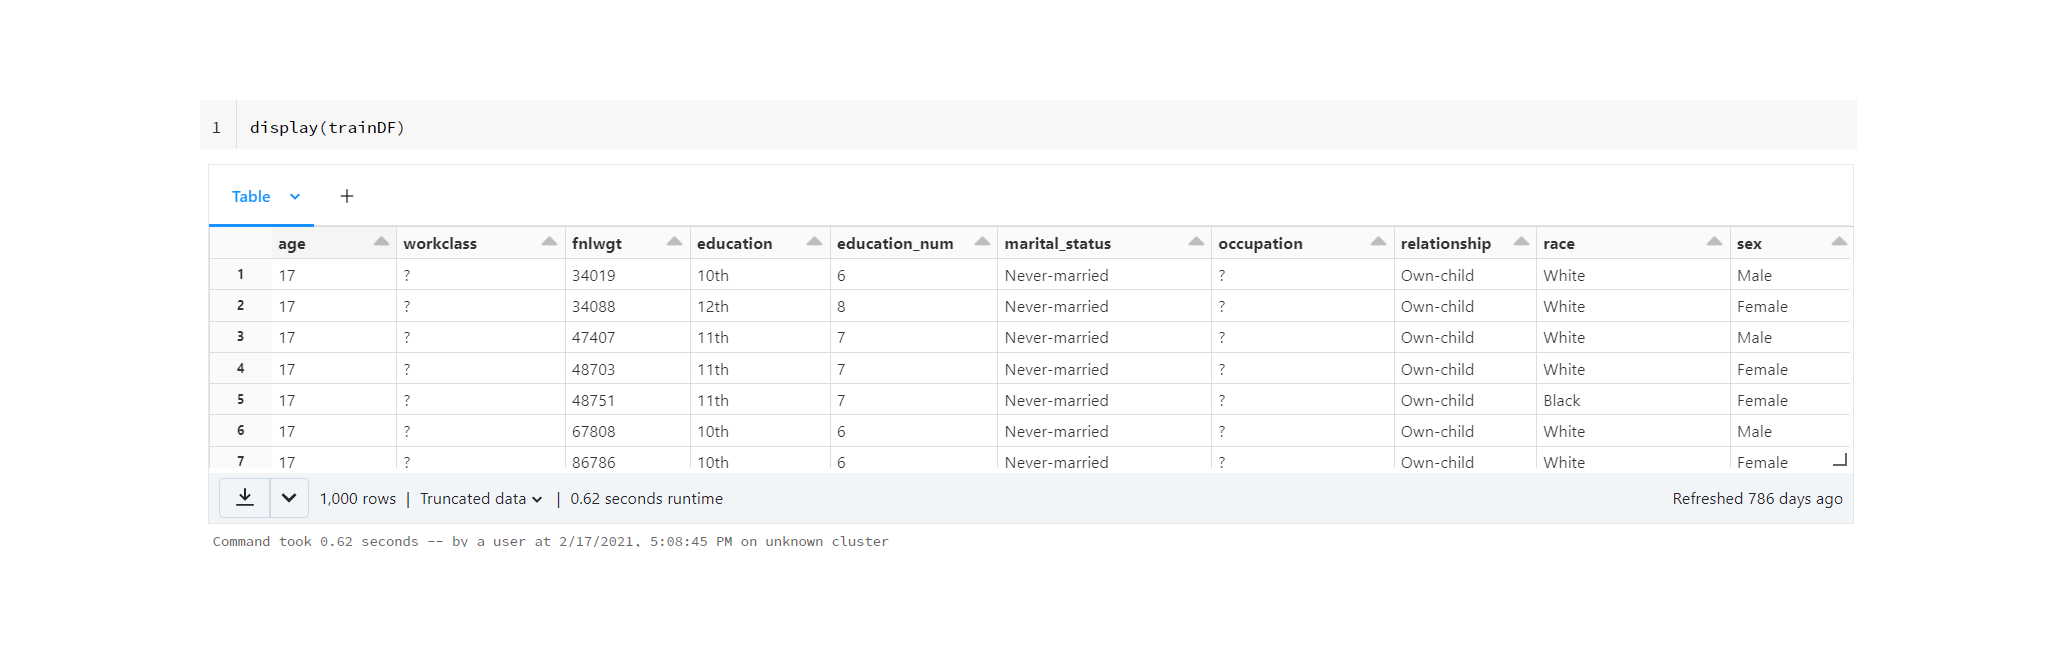 1 display(trainDF)
Table +
age workclass fnlwgt education education_num marital_status occupation relationship race sex
1 17 ? 34019 10th 6 Never-married ? Own-child White Male
2 17 ? 34088 12th 8 Never-married ? Own-child White Female
3 17 ? 47407 11th 7 Never-married ? Own-child White Male
4 17 ? 48703 11th 7 Never-married ? Own-child White Female
5 17 ? 48751 11th 7 Never-married ? Own-child Black Female
6 17 ? 67808 10th 6 Never-married ? Own-child White Male
7 17 ? 86786 10th 6 Never-married ? Own-child White Female
1,000 rows | Truncated data | 0.62 seconds runtime Refreshed 786 days ago
Command took 0.62 seconds -- by a user at 2/17/2021, 5:08:45 PM on unknown cluster